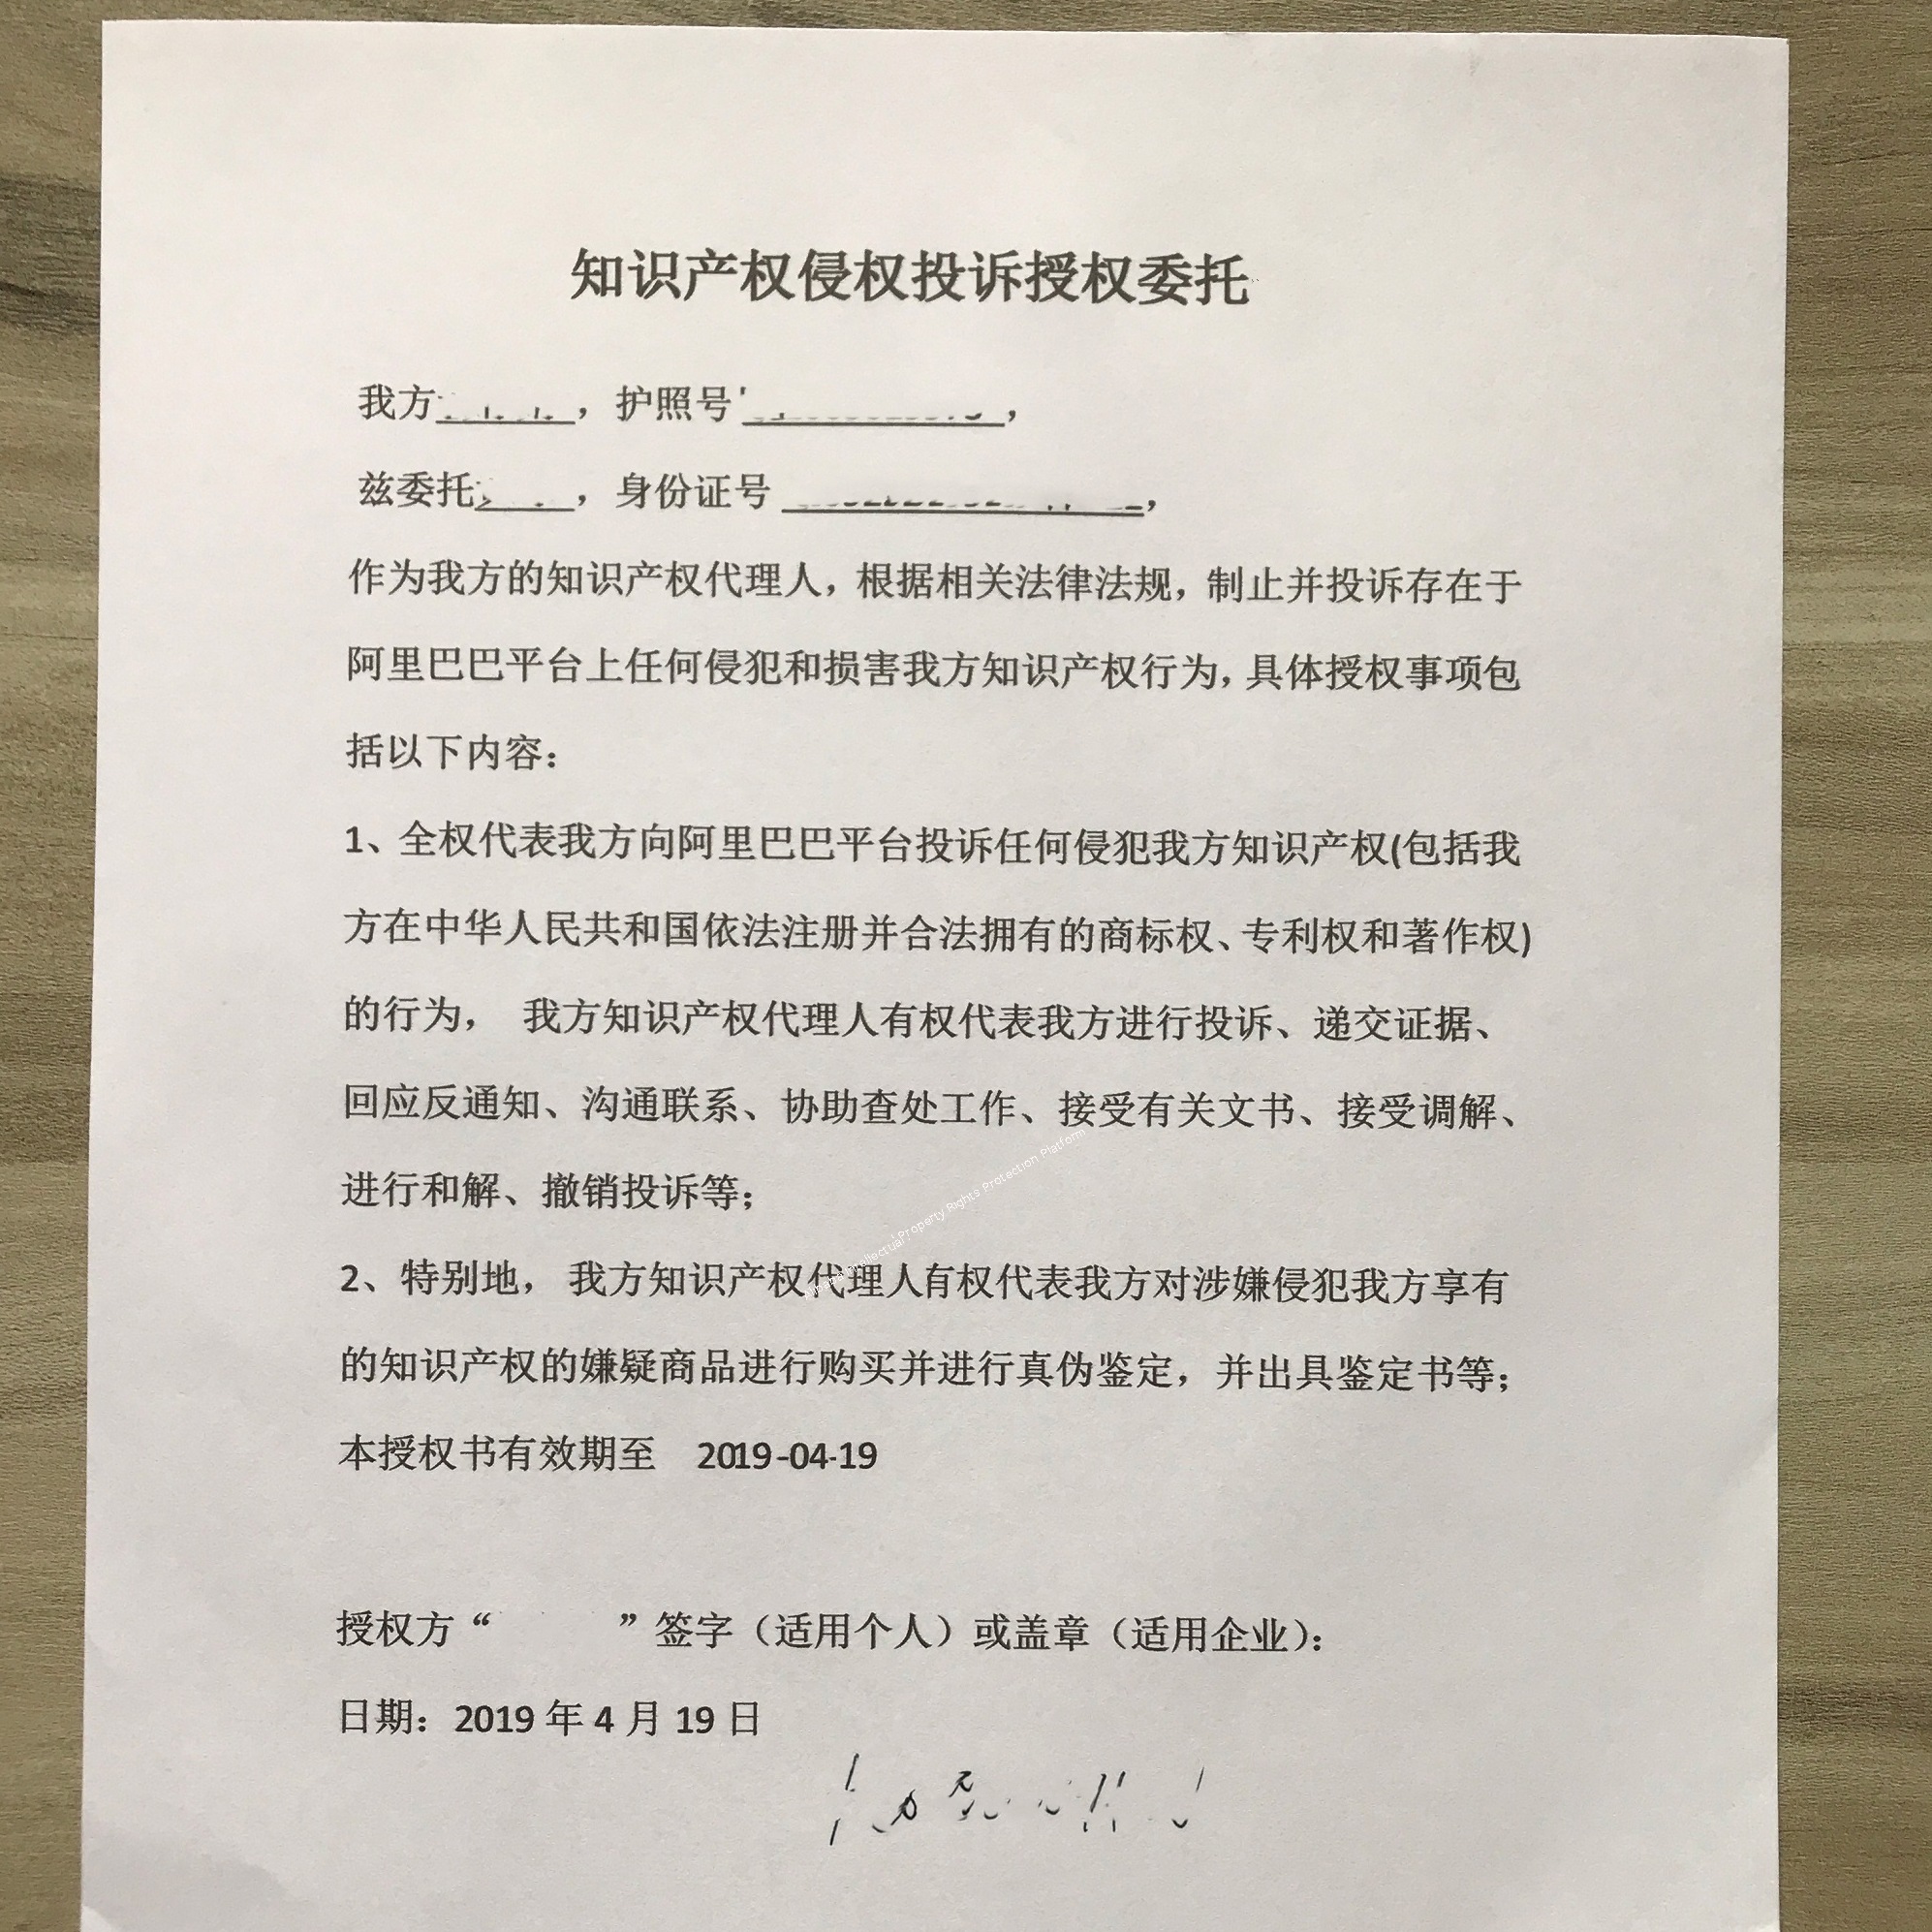 知识产权侵权投诉授权委托
我方，护照号，
兹委托，身份证号，
作为我方的知识产权代理人，根据相关法律法规，制止并投诉存在于
阿里巴巴平台上任何侵犯和损害我方知识产权行为，具体授权事项包
括以下内容：
1、全权代表我方向阿里巴巴平台投诉任何侵犯我方知识产权(包括我
方在中华人民共和国依法注册并合法拥有的商标权、专利权和著作权)
的行为， 我方知识产权代理人有权代表我方进行投诉、递交证据、
回应反通知、沟通联系、协助查处工作、接受有关文书、接受调解、
进行和解、撤销投诉等；
Property Rights Protection Platform
2、特别地， 我方知识产权代理人有权代表我方对涉嫌侵犯我方享有
的知识产权的嫌疑商品进行购买并进行真伪鉴定，并出具鉴定书等；
本授权书有效期至 2019-04-19
授权方“ ”签字（适用个人）或盖章（适用企业）：
日期：2019 年 4 月 19 日